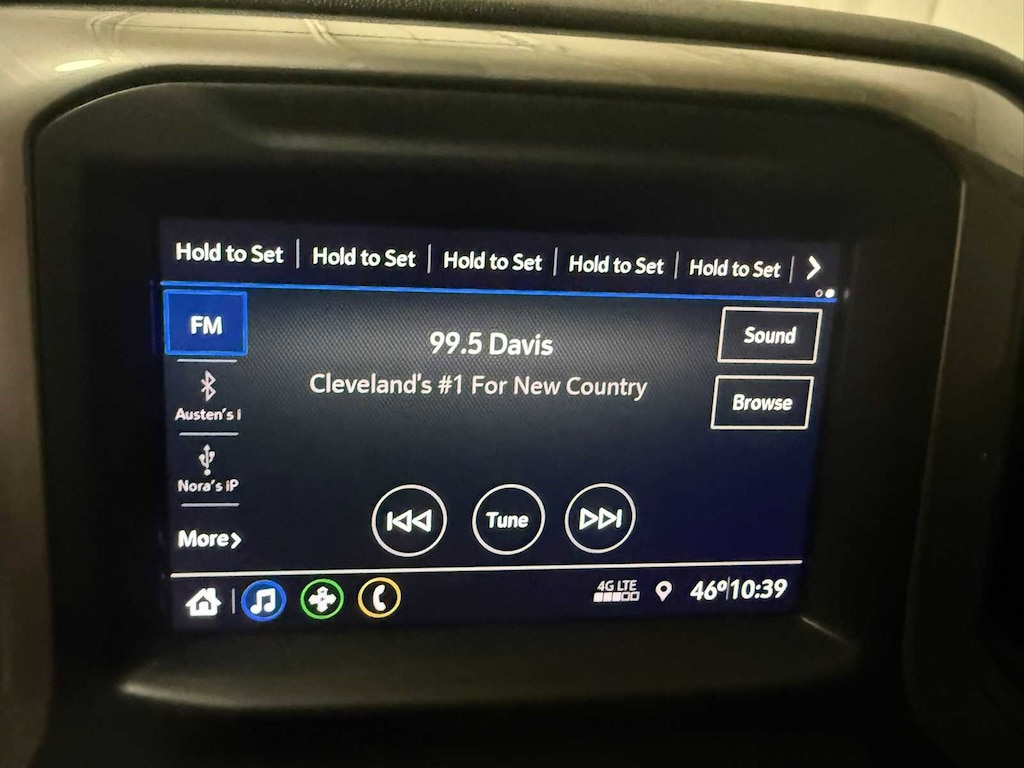 Hold to Set | Hold to Set | Hold to Set | Hold to Set | Hold to Set
FM
99.5 Davis
Sound
Cleveland's #1 For New Country
Browse
Austen's i
Nora's iP
Tune
More
4G LTE
46° 10:39